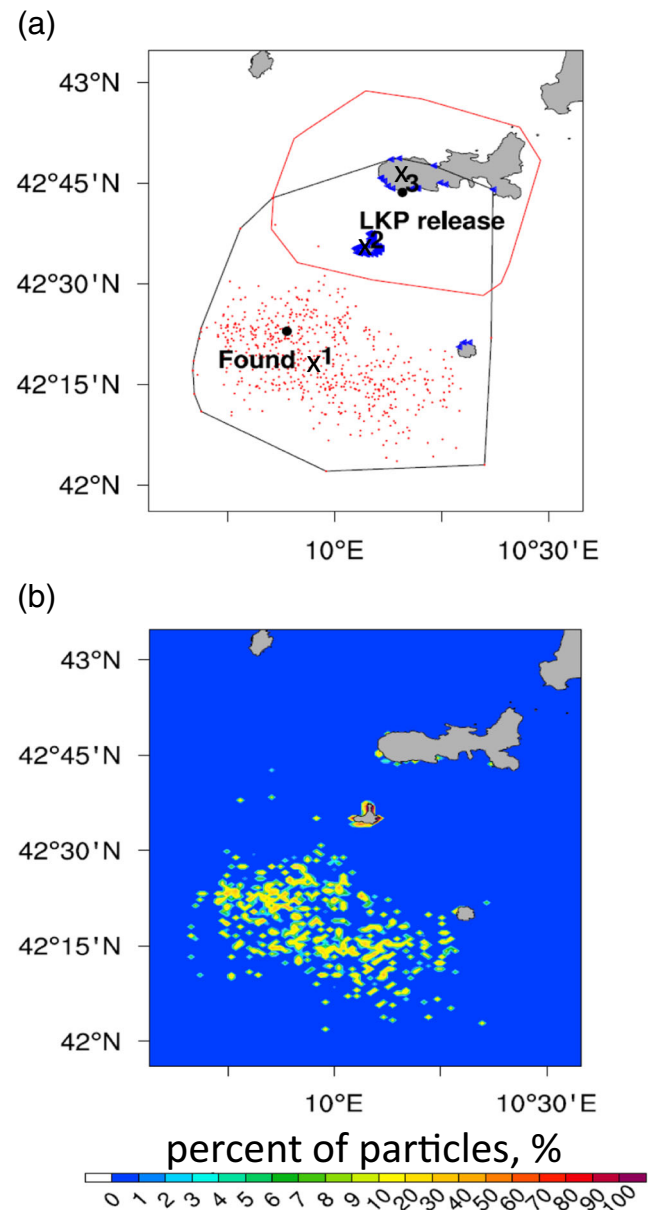 (a)
43°N
42°45'N
42°30'N
42°15'N
42°N
X3
LKP release
X2
Found X1
10°E 10°30'E
(b)
43°N
42°45'N
42°30'N
42°15'N
42°N
10°E 10°30'E
percent of particles, %
0 1 2 3 4 5 6 7 8 9 10 20 30 40 50 60 70 80 90 100